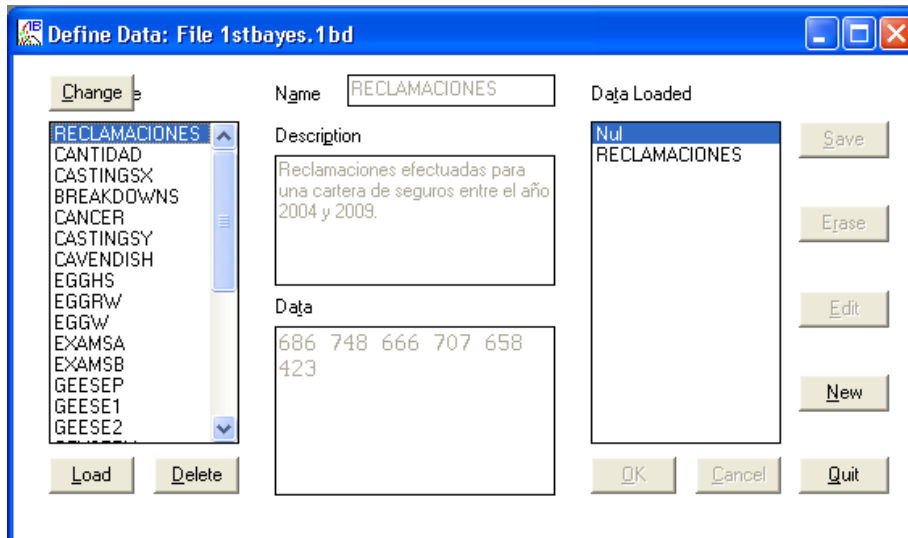 Define Data: File 1stbayes.1bd
Change e
Name RECLAMACIONES
Data Loaded
RECLAMACIONES
CANTIDAD
CASTINGSX
BREAKDOWNS
CANCER
CASTINGSY
CAVENDISH
EGGHS
EGGRW
EGGW
EXAMSA
EXAMSB
GEESEP
GEESE1
GEESE2
Load Delete
Description
Reclamaciones efectuadas para
una cartera de seguros entre el año
2004 y 2009.
Data
686 748 666 707 658
423
Nul
RECLAMACIONES
OK Cancel
Save
Erase
Edit
New
Quit